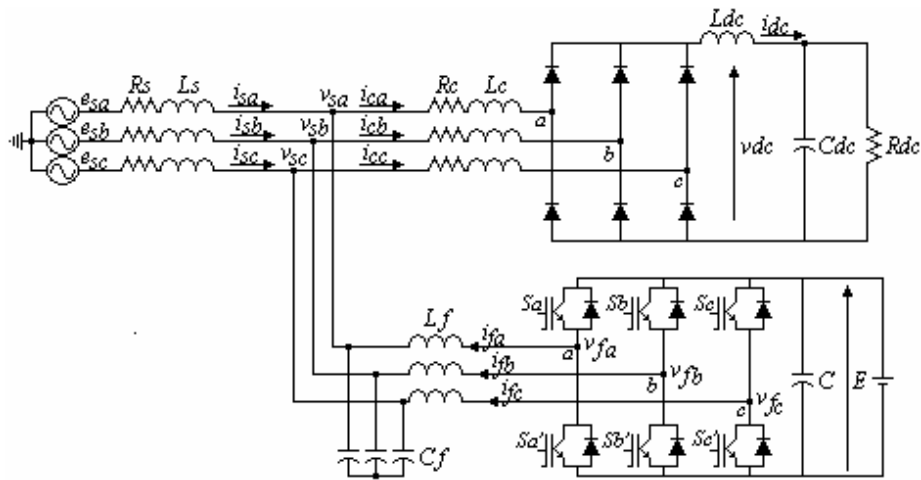 Ldc idc
Rs Ls isa vsa ica Rc Lc
esa a
esb isb vsb icb b
esc isc vsc icc c
vdc Cdc Rdc
Sa Sb Sc
Lf ifa a vfa
ifb b vfb
ifc c vfc
C E
Cf Sa' Sb' Sc'